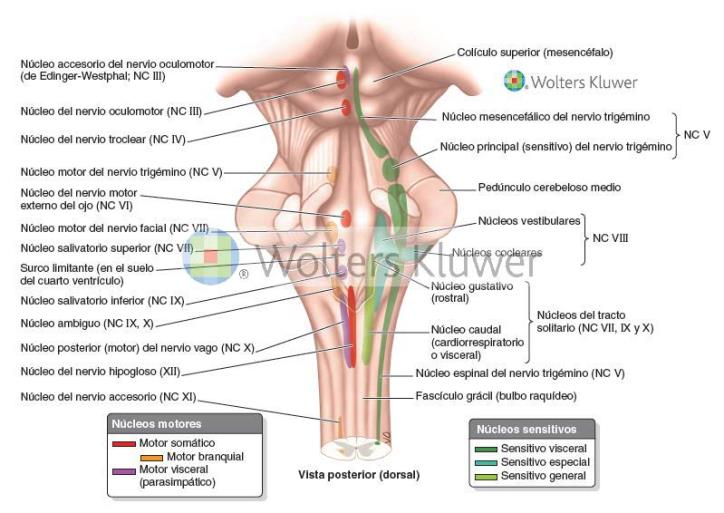 Núcleo accesorio del nervio oculomotor
(de Edinger-Westphal; NC III)
Núcleo del nervio oculomotor (NC III)
Núcleo del nervio troclear (NC IV)
Núcleo motor del nervio trigémino (NC V)
Núcleo del nervio motor
externo del ojo (NC VI)
Núcleo motor del nervio facial (NC VII)
Núcleo salivatorio superior (NC VII)
Surco limitante (en el suelo
del cuarto ventrículo)
Núcleo salivatorio inferior (NC IX)
Núcleo ambiguo (NC IX, X)
Núcleo posterior (motor) del nervio vago (NC X)
Núcleo del nervio hipogloso (XII)
Núcleo del nervio accesorio (NC XI)
Colículo superior (mesencéfalo)
Wolters Kluwer
Núcleo mesencefálico del nervio trigémino
NC V
Núcleo principal (sensitivo) del nervio trigémino
Pedúnculo cerebeloso medio
Núcleos vestibulares
NC VIII
Núcleos cocleares
® Wolters Kluwer
Núcleo gustativo
(rostral)
Núcleos del tracto
solitario (NC VII, IX y X)
Núcleo caudal
(cardiorrespiratorio
o visceral)
Núcleo espinal del nervio trigémino (NC V)
Fascículo grácil (bulbo raquídeo)
Núcleos motores
Motor somático
Motor branquial
Motor visceral
(parasimpático)
Vista posterior (dorsal)
Núcleos sensitivos
Sensitivo visceral
Sensitivo especial
Sensitivo general